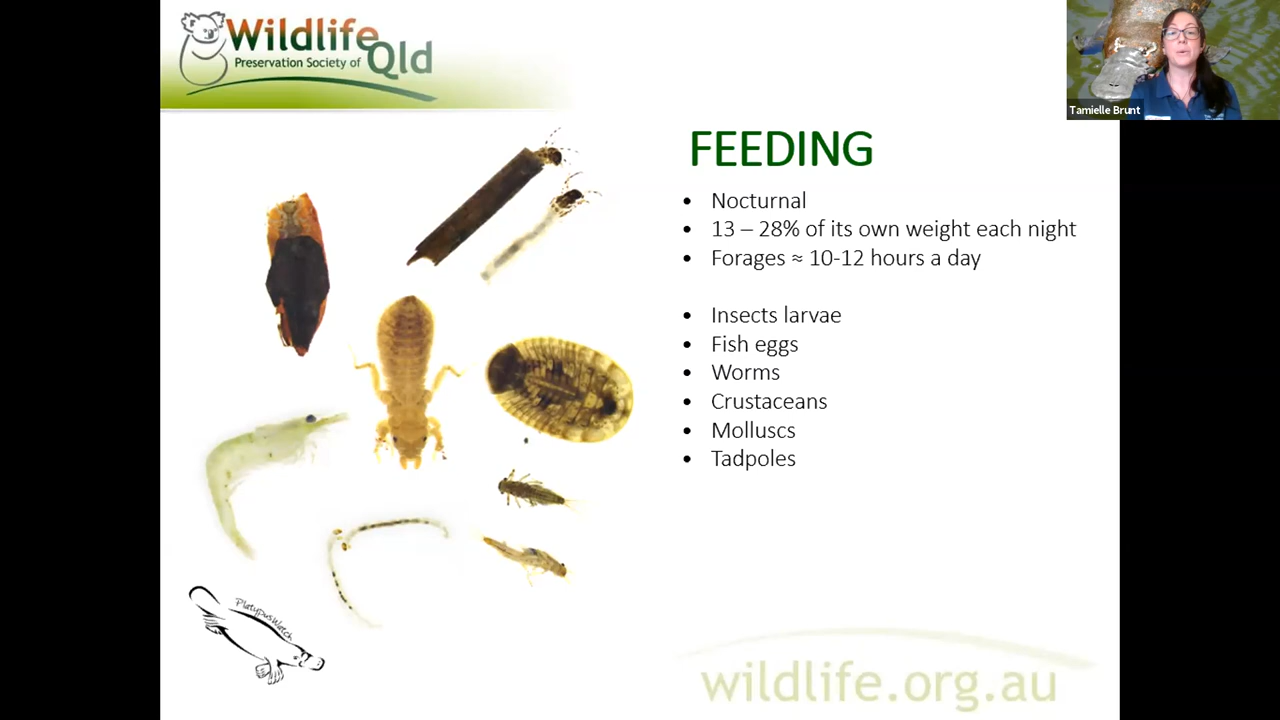 Wildlife
Preservation Society of Qld
Tamielle Brunt
FEEDING
• Nocturnal
• 13 – 28% of its own weight each night
• Forages ≈ 10-12 hours a day
• Insects larvae
• Fish eggs
• Worms
• Crustaceans
• Molluscs
• Tadpoles
PlatypusWatch
wildlife.org.au